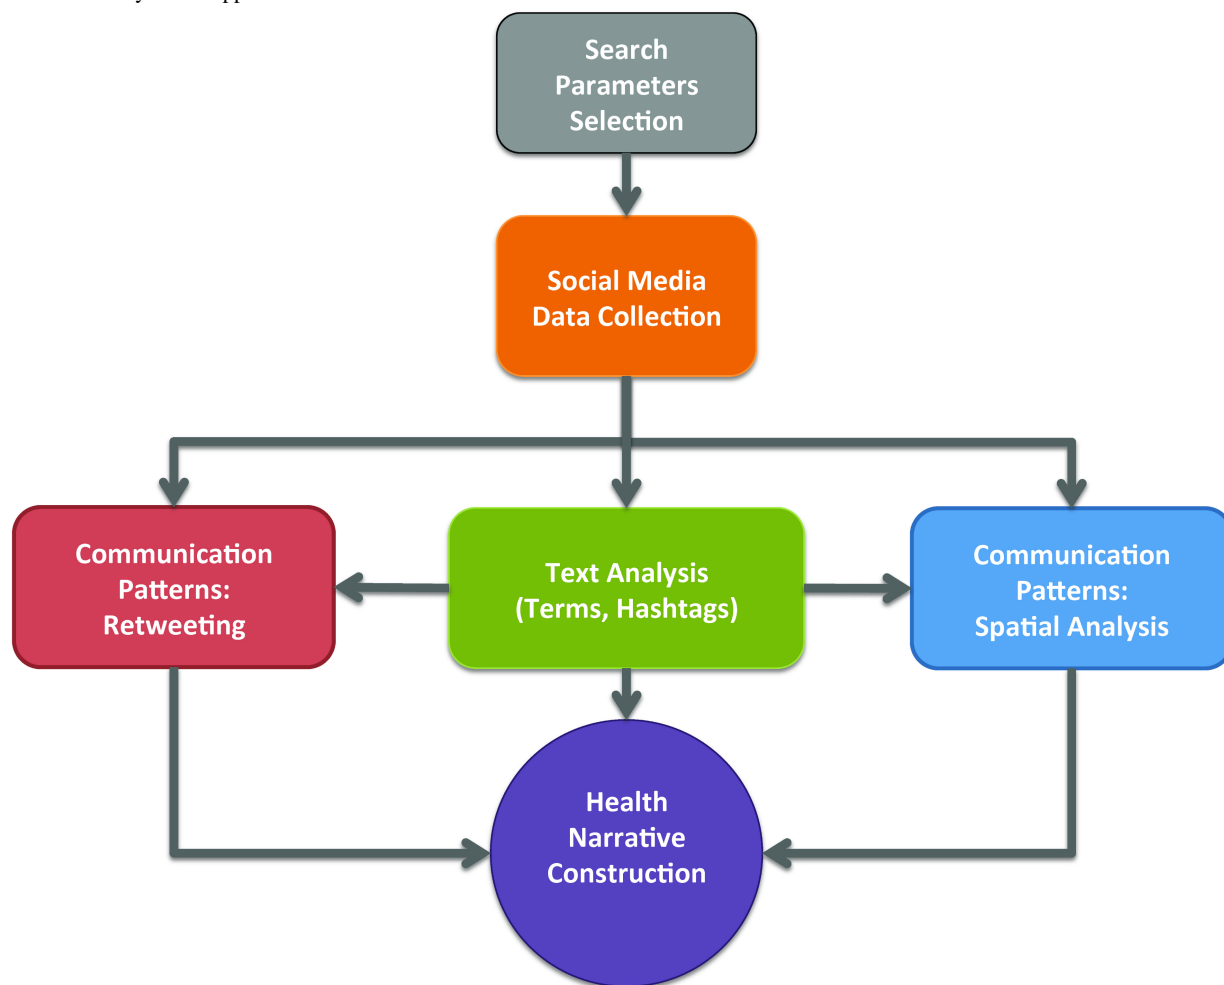 Search
Parameters
Selection
Social Media
Data Collection
Communication
Patterns:
Retweeting
Text Analysis
(Terms, Hashtags)
Communication
Patterns:
Spatial Analysis
Health
Narrative
Construction